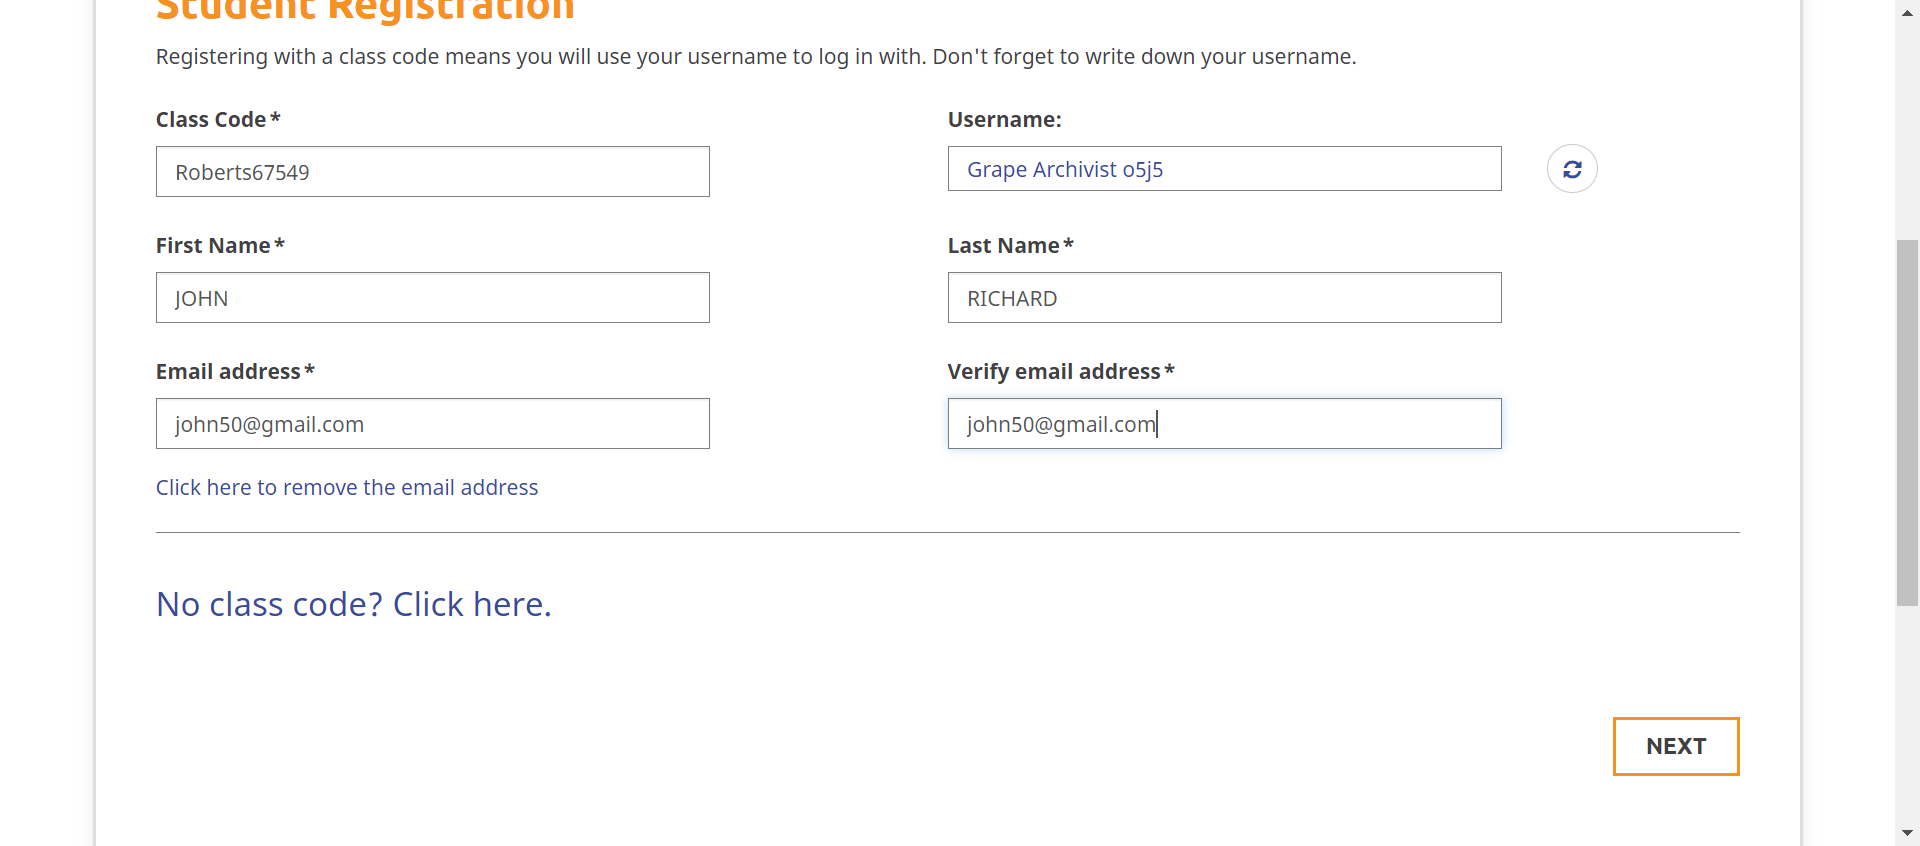 Student Registration
Registering with a class code means you will use your username to log in with. Don't forget to write down your username.
Class Code*
Username:
Roberts67549
Grape Archivist o5j5
First Name*
Last Name*
JOHN
RICHARD
Email address*
Verify email address*
john50@gmail.com
john50@gmail.com
Click here to remove the email address
No class code? Click here.
NEXT